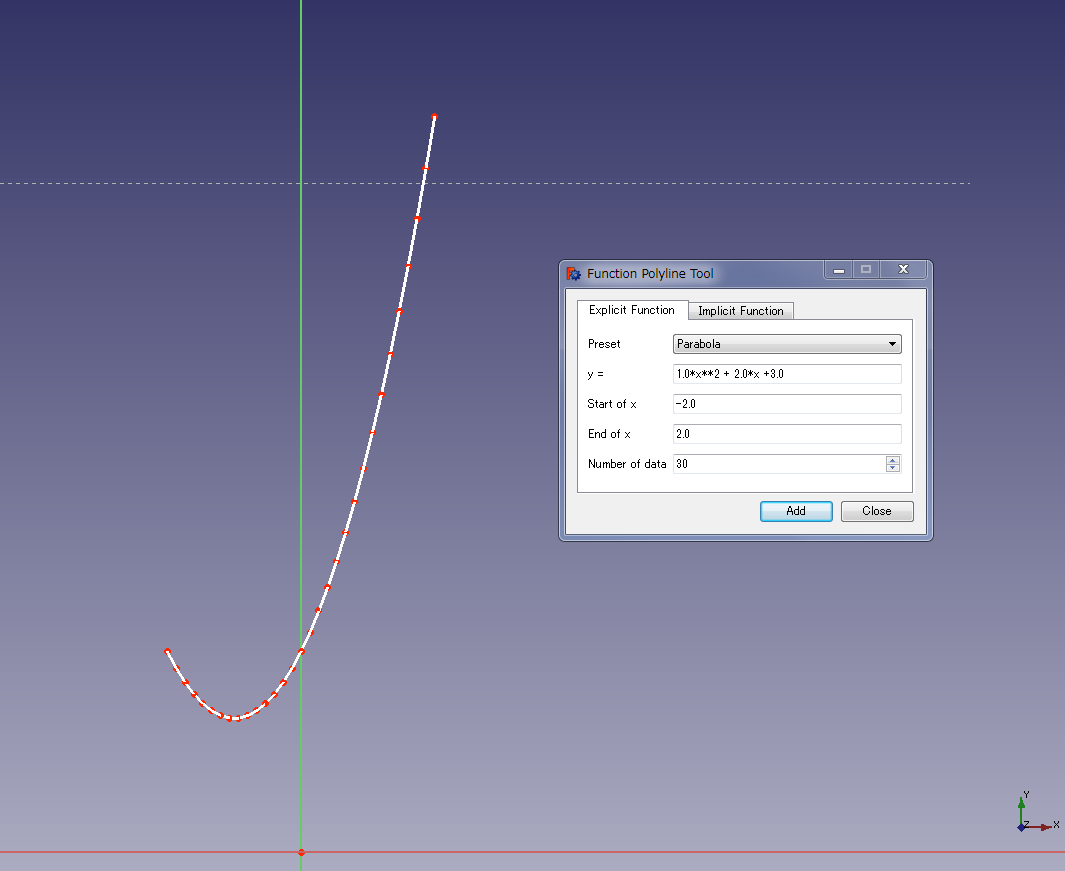 Function Polyline Tool
Explicit Function
Implicit Function
Preset
Parabola
y =
1.0*x**2 + 2.0*x +3.0
Start of x
-2.0
End of x
2.0
Number of data
30
Add
Close
Y
Z
X